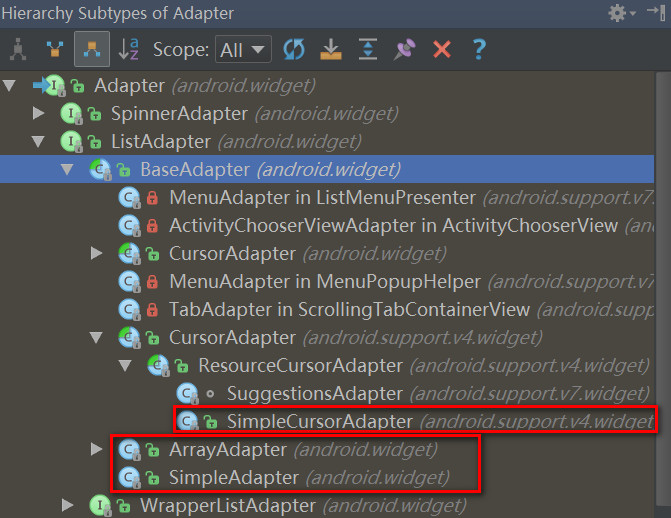 Hierarchy Subtypes of Adapter
Scope: All
Adapter (android.widget)
SpinnerAdapter (android.widget)
ListAdapter (android.widget)
BaseAdapter (android.widget)
MenuAdapter in ListMenuPresenter (android.support.v7.
ActivityChooserViewAdapter in ActivityChooserView (an
CursorAdapter (android.widget)
MenuAdapter in MenuPopupHelper (android.support.v7
TabAdapter in ScrollingTabContainerView (android.supp
CursorAdapter (android.support.v4.widget)
ResourceCursorAdapter (android.support.v4.widget)
SuggestionsAdapter (android.support.v7.widget)
SimpleCursorAdapter (android.support.v4.widget
ArrayAdapter (android.widget)
SimpleAdapter (android.widget)
WrapperListAdapter (android.widget)